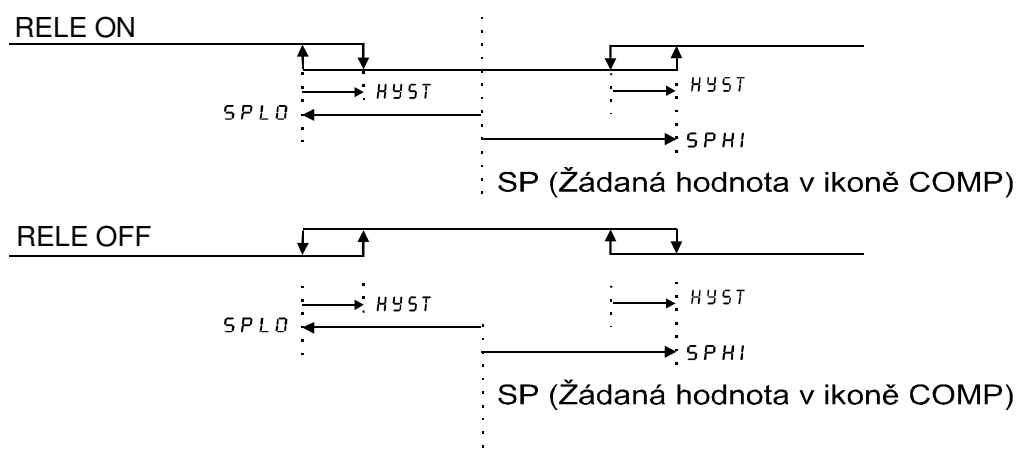 RELE ON
HYST
HYST
SPLO
SPHI
SP (Žádaná hodnota v ikoně COMP)
RELE OFF
HYST
HYST
SPLO
SPHI
SP (Žádaná hodnota v ikoně COMP)